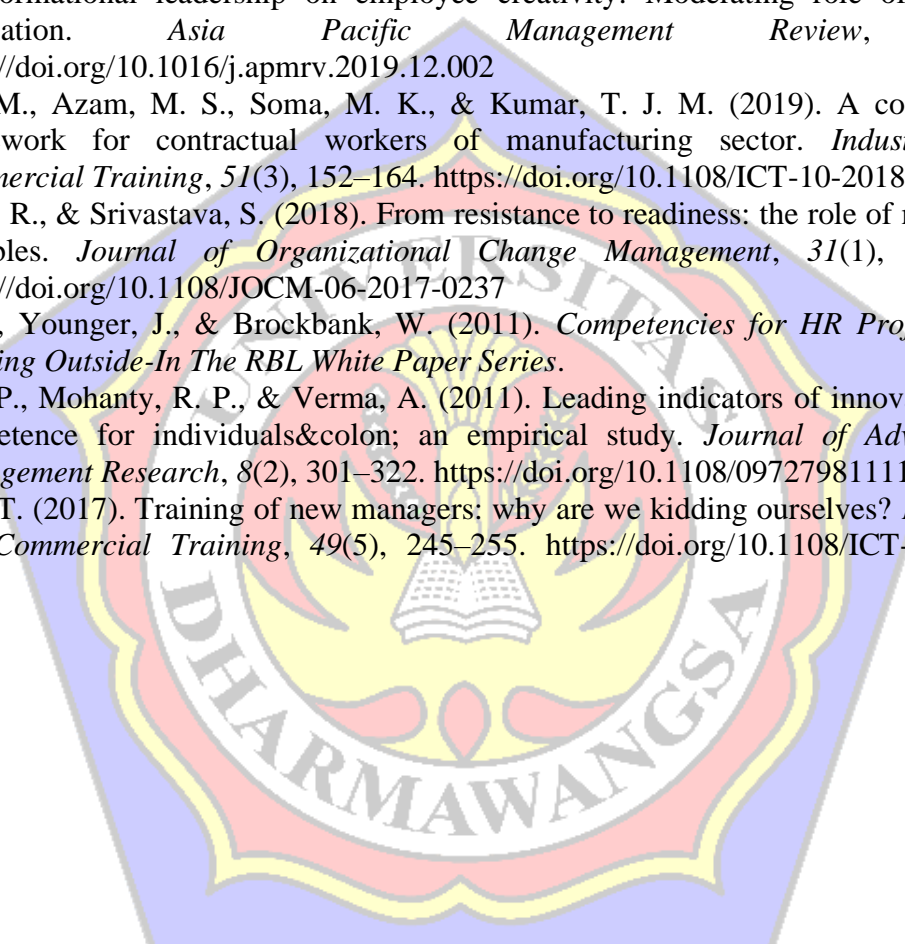 formational leadership on employee creativity: Moderating role of
ation. Asia Pacific Management Review,
//doi.org/10.1016/j.apmrv.2019.12.002
M., Azam, M. S., Soma, M. K., & Kumar, T. J. M. (2019). A co
work for contractual workers of manufacturing sector. Indus
mercial Training, 51(3), 152–164. https://doi.org/10.1108/ICT-10-2018
R., & Srivastava, S. (2018). From resistance to readiness: the role of
bles. Journal of Organizational Change Management, 31(1),
//doi.org/10.1108/JOCM-06-2017-0237
, Younger, J., & Brockbank, W. (2011). Competencies for HR Prof
ing Outside-In The RBL White Paper Series.
P., Mohanty, R. P., & Verma, A. (2011). Leading indicators of innov
etence for individuals&colon; an empirical study. Journal of Adv
gement Research, 8(2), 301–322. https://doi.org/10.1108/09727981111
T. (2017). Training of new managers: why are we kidding ourselves?
Commercial Training, 49(5), 245–255. https://doi.org/10.1108/ICT-
UNIVERSITAS
DHARMAWANGSA